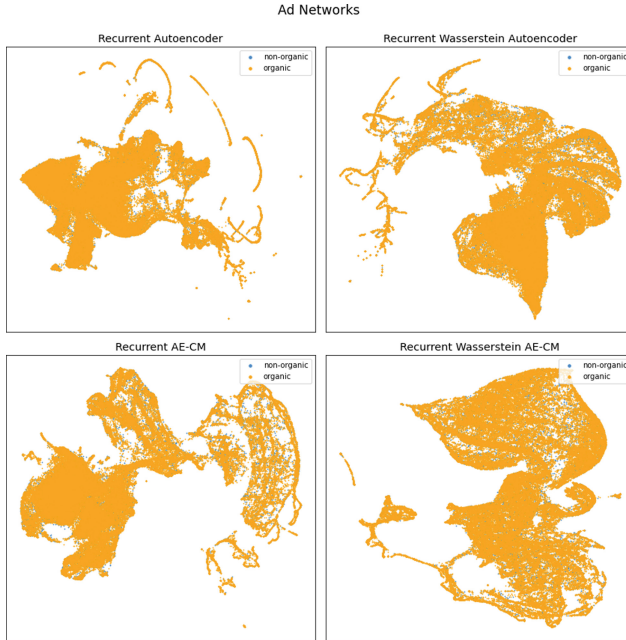 Ad Networks
Recurrent Autoencoder
non-organic
organic
Recurrent Wasserstein Autoencoder
non-organic
organic
Recurrent AE-CM
non-organic
organic
Recurrent Wasserstein AE-CM
non-organic
organic